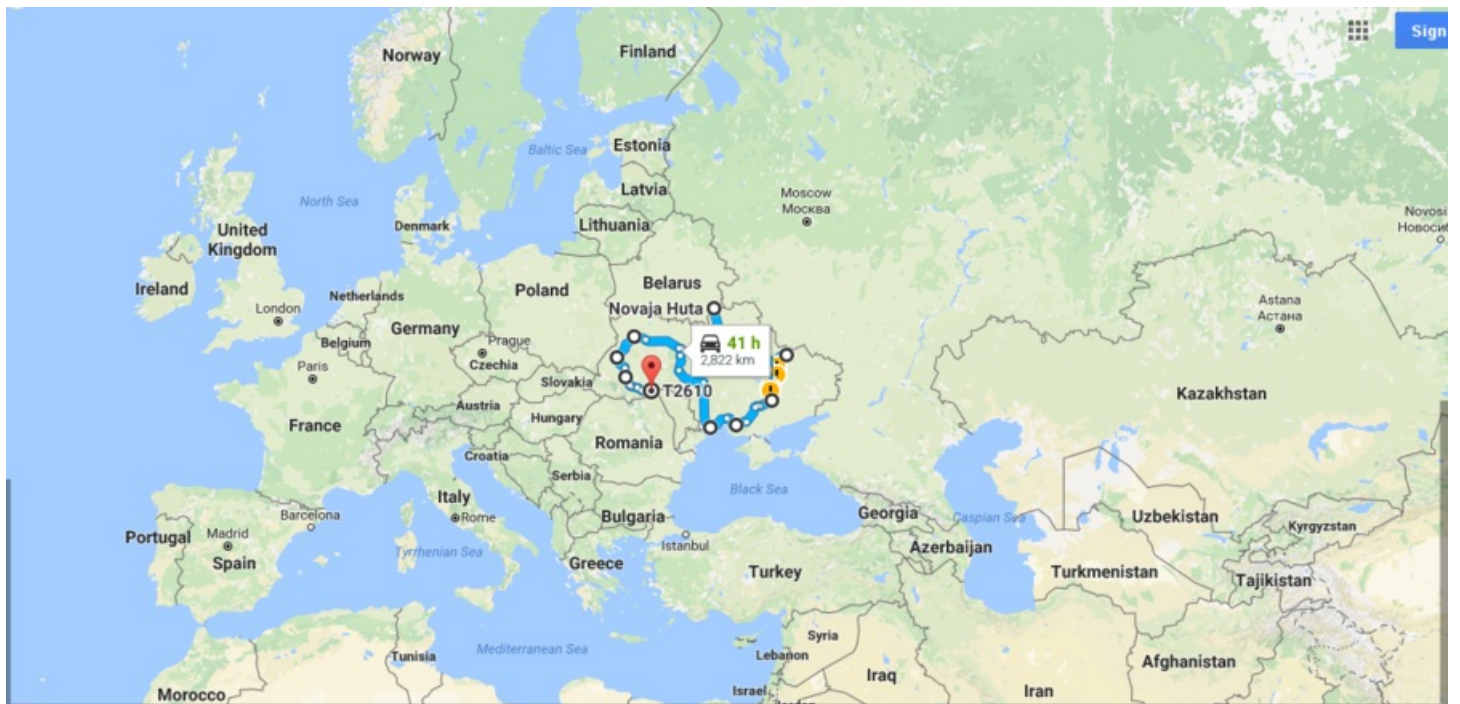 Norway
Finland
Sign
Baltic Sea
Estonia
Latvia
Moscow
Москва
North Sea
Denmark
Lithuania
Novosi
Новосиб
United
Kingdom
Ireland
Belarus
Poland
Netherlands
Novaja Huta
London
Astana
Астана
Germany
Belgium
Prague
41 h
2,822 km
Czechia
Paris
Slovakia
T2610
Kazakhstan
Austria
Hungary
France
Romania
Croatia
Serbia
Black Sea
Italy
Rome
Barcelona
Bulgaria
Georgia
Caspian Sea
Uzbekistan
Kyrgyzstan
Portugal
Madrid
Spain
Istanbul
Azerbaijan
Tyrrhenian Sea
Greece
Turkey
Turkmenistan
Tajikistan
Syria
Mediterranean Sea
Tunisia
Lebanon
Afghanistan
Iraq
Israel
Iran
Morocco